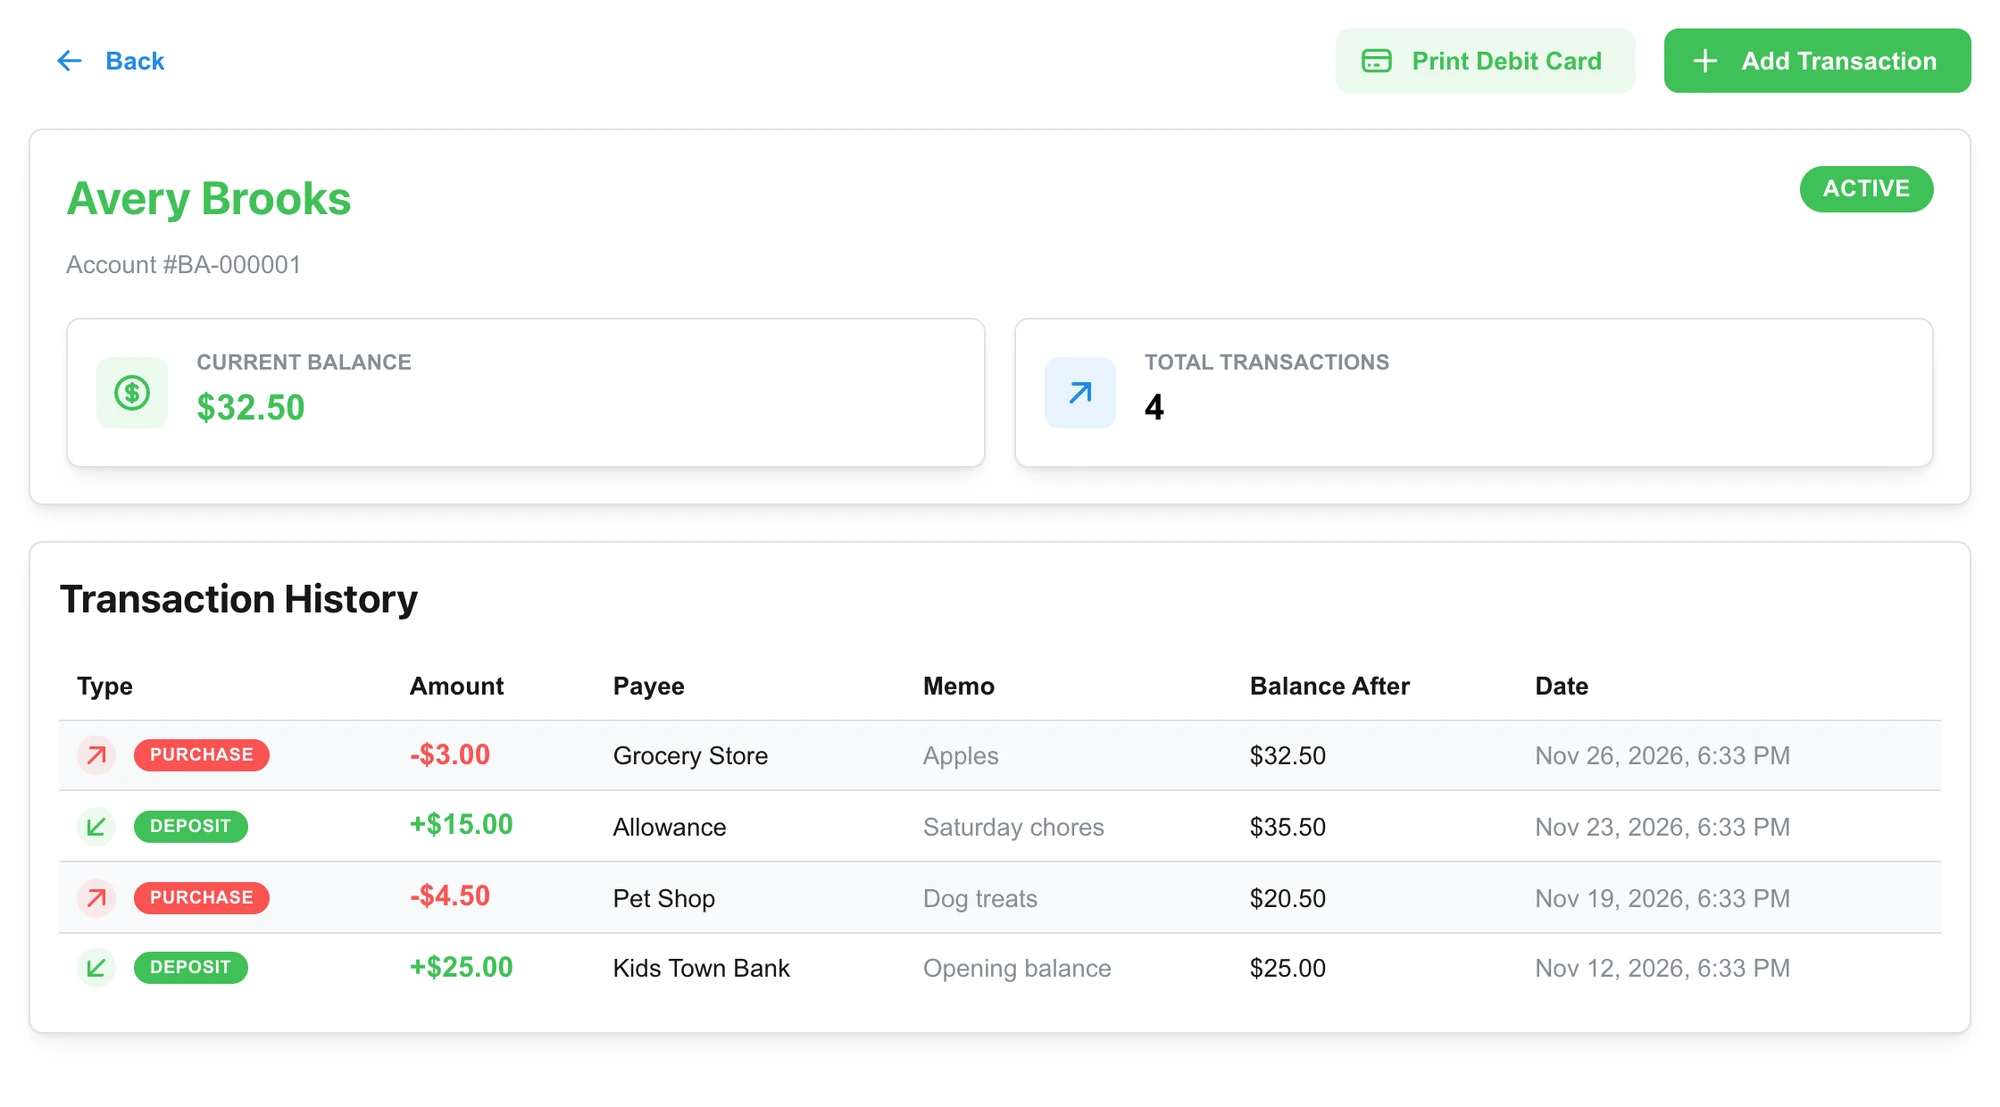 Back
Print Debit Card
Add Transaction
Avery Brooks
ACTIVE
Account #BA-000001
CURRENT BALANCE
$32.50
TOTAL TRANSACTIONS
4
Transaction History
Type Amount Payee Memo Balance After Date
PURCHASE -$3.00 Grocery Store Apples $32.50 Nov 26, 2026, 6:33 PM
DEPOSIT +$15.00 Allowance Saturday chores $35.50 Nov 23, 2026, 6:33 PM
PURCHASE -$4.50 Pet Shop Dog treats $20.50 Nov 19, 2026, 6:33 PM
DEPOSIT +$25.00 Kids Town Bank Opening balance $25.00 Nov 12, 2026, 6:33 PM